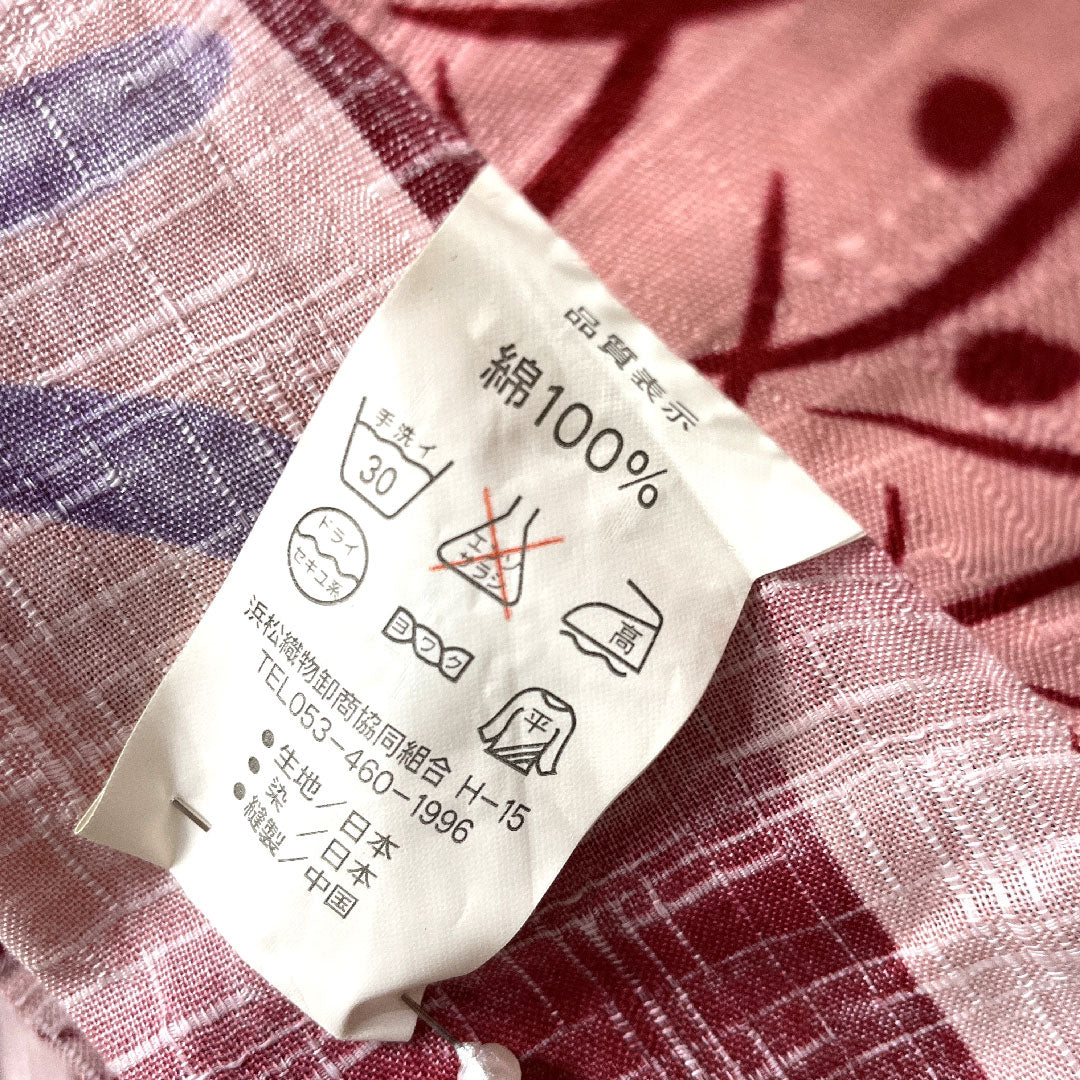 品質表示
綿100%
手洗イ
30
エンソ
サラシ
高
ドライ
セキユ系
ヨワク
平
浜松織物卸商協同組合 H-15
TEL053-460-1996
●生地/日本
●染 /日本
●縫製/中国